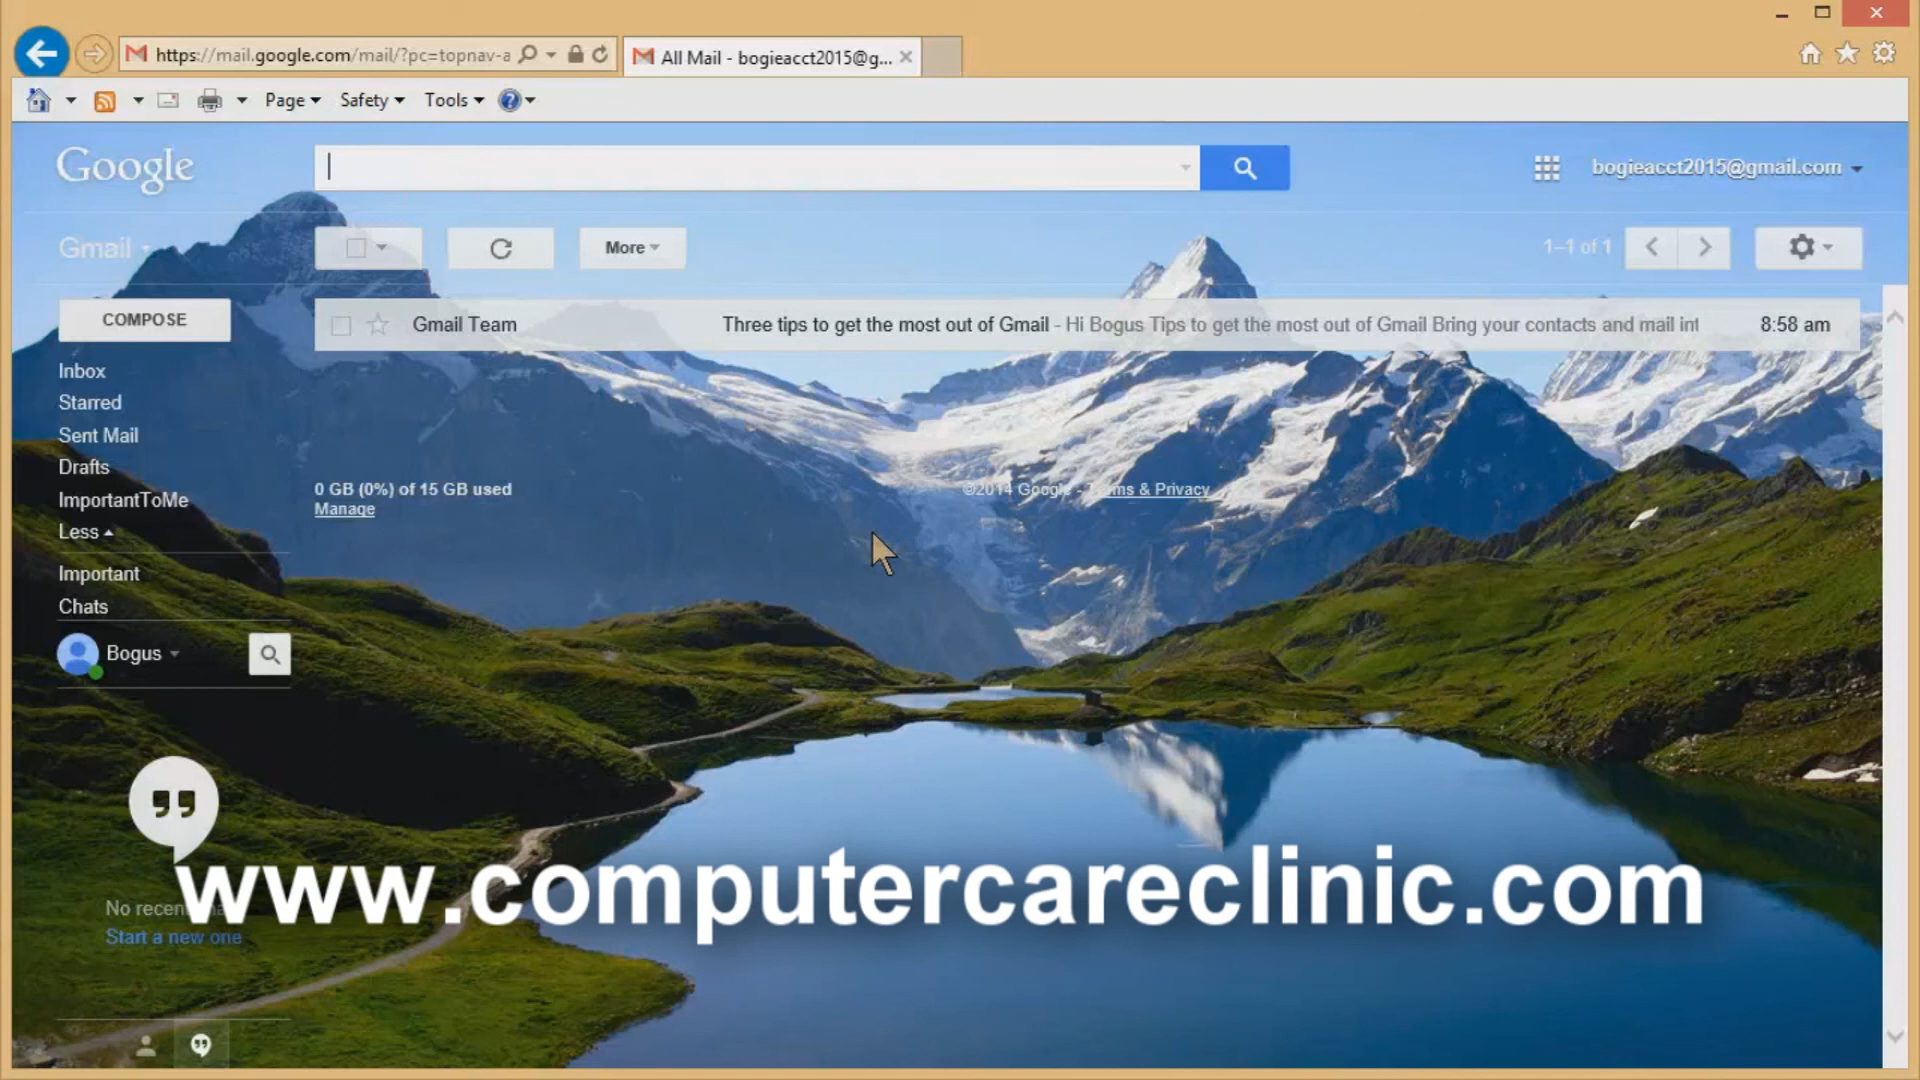 https://mail.google.com/mail/?pc=topnav-a
All Mail - bogieacct2015@g...
Page
Safety
Tools
Google
bogieacct2015@gmail.com
Gmail
More
1–1 of 1
COMPOSE
Gmail Team
Three tips to get the most out of Gmail - Hi Bogus Tips to get the most out of Gmail Bring your contacts and mail int
8:58 am
Inbox
Starred
Sent Mail
Drafts
ImportantToMe
Less
0 GB (0%) of 15 GB used
Manage
©2014 Google - Terms & Privacy
Important
Chats
Bogus
www.computercareclinic.com
No recent
Start a new one